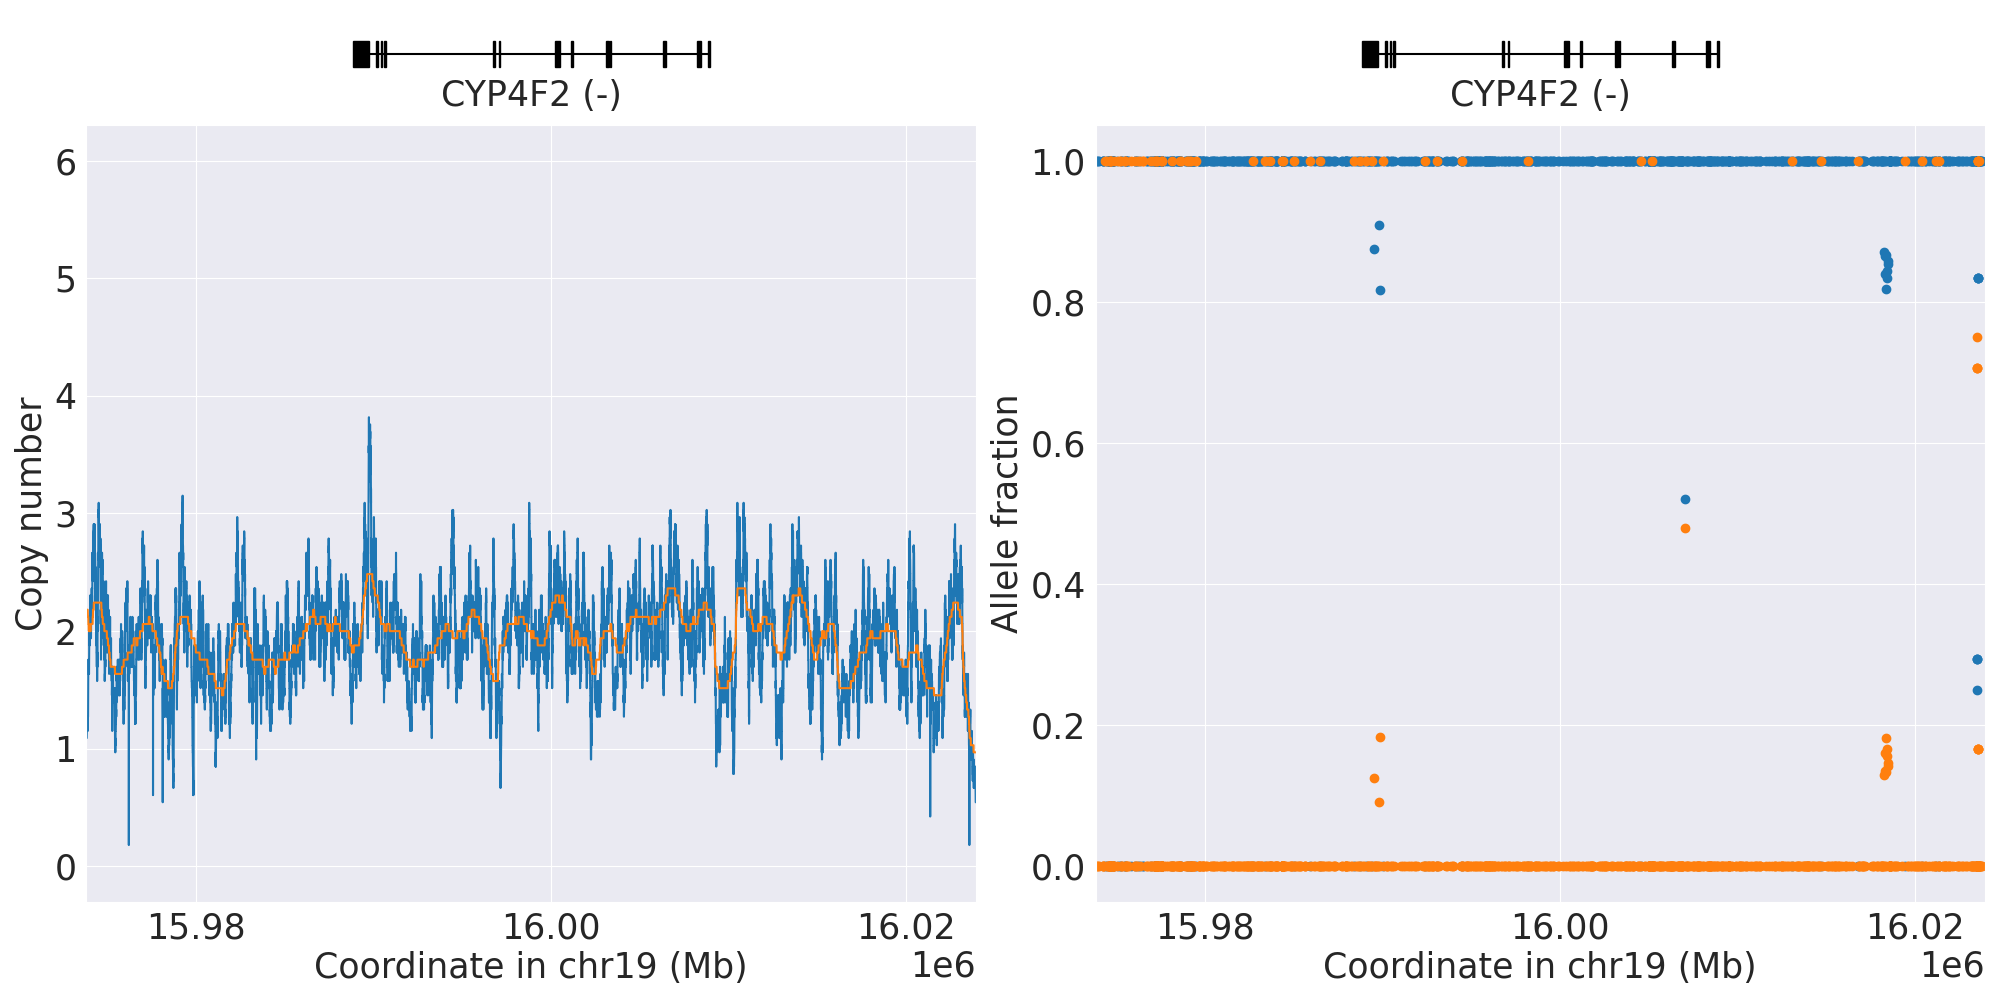 CYP4F2 (-)
CYP4F2 (-)
6
5
4
3
2
1
0
Copy number
15.98
16.00
16.02
Coordinate in chr19 (Mb)
1e6
1.0
0.8
0.6
0.4
0.2
0.0
Allele fraction
15.98
16.00
16.02
Coordinate in chr19 (Mb)
1e6